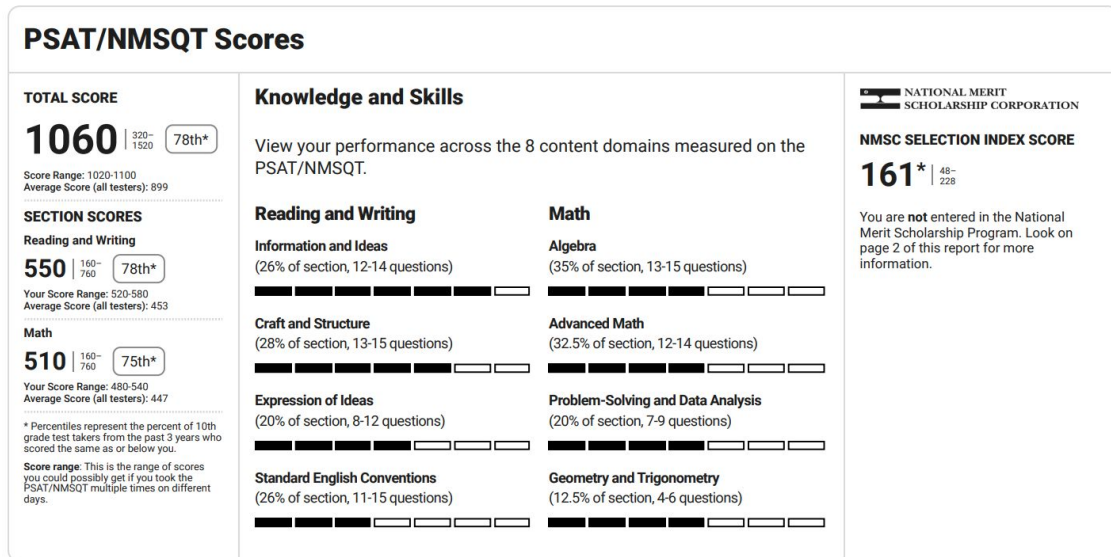 PSAT/NMSQT Scores
TOTAL SCORE
1060 320–1520 78th*
Score Range: 1020-1100
Average Score (all testers): 899
SECTION SCORES
Reading and Writing
550 160–760 78th*
Your Score Range: 520-580
Average Score (all testers): 453
Math
510 160–760 75th*
Your Score Range: 480-540
Average Score (all testers): 447
* Percentiles represent the percent of 10th
grade test takers from the past 3 years who
scored the same as or below you.
Score range: This is the range of scores
you could possibly get if you took the
PSAT/NMSQT multiple times on different
days.
Knowledge and Skills
View your performance across the 8 content domains measured on the
PSAT/NMSQT.
Reading and Writing
Information and Ideas
(26% of section, 12-14 questions)
Craft and Structure
(28% of section, 13-15 questions)
Expression of Ideas
(20% of section, 8-12 questions)
Standard English Conventions
(26% of section, 11-15 questions)
Math
Algebra
(35% of section, 13-15 questions)
Advanced Math
(32.5% of section, 12-14 questions)
Problem-Solving and Data Analysis
(20% of section, 7-9 questions)
Geometry and Trigonometry
(12.5% of section, 4-6 questions)
NATIONAL MERIT
SCHOLARSHIP CORPORATION
NMSC SELECTION INDEX SCORE
161* 48–228
You are not entered in the National
Merit Scholarship Program. Look on
page 2 of this report for more
information.